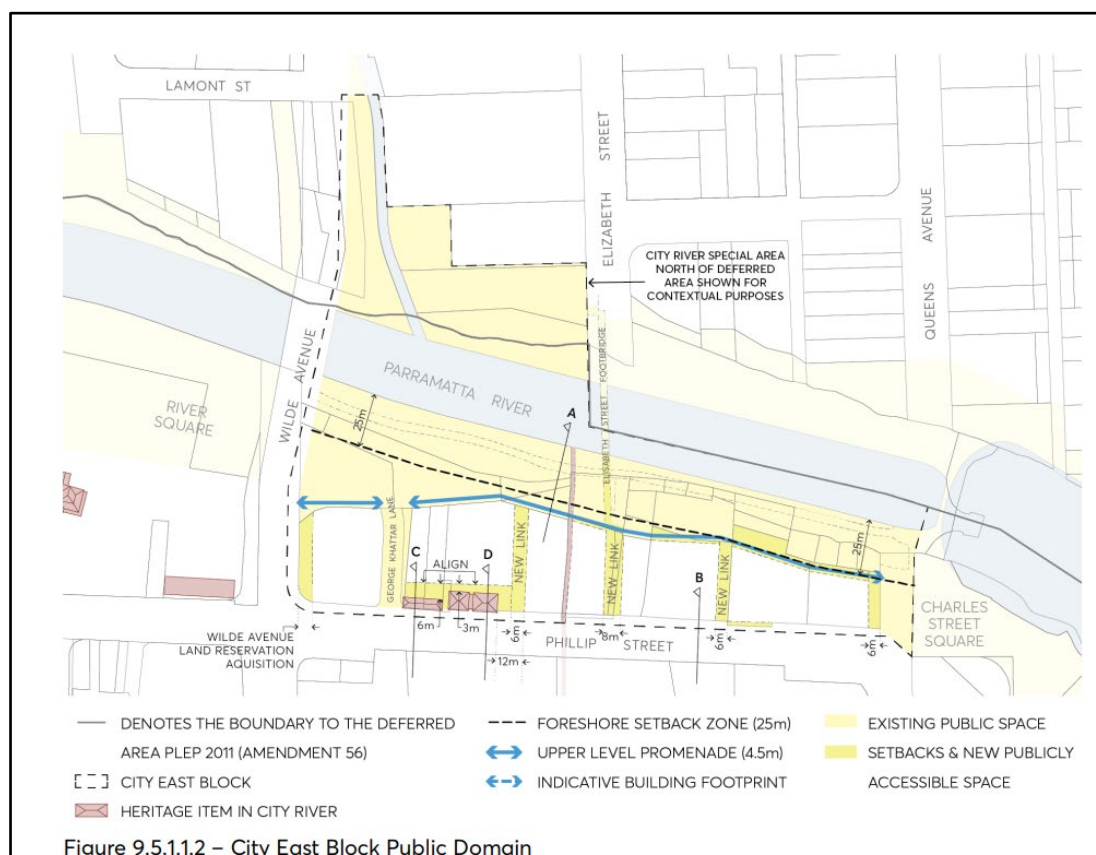 LAMONT ST
ELIZABETH STREET
QUEENS AVENUE
CITY RIVER SPECIAL AREA
NORTH OF DEFERRED
AREA SHOWN FOR
CONTEXTUAL PURPOSES
WILDE AVENUE
PARRAMATTA RIVER
ELISABETH STREET FOOTBRIDGE
RIVER
SQUARE
25m
A
GEORGE KHATTAR LANE
C
ALIGN
D
NEW LINK
NEW LINK
NEW LINK
B
25m
6m
3m
6m
8m
6m
6m
12m
PHILLIP STREET
CHARLES
STREET
SQUARE
WILDE AVENUE
LAND RESERVATION
AQUISITION
DENOTES THE BOUNDARY TO THE DEFERRED
AREA PLEP 2011 (AMENDMENT 56)
CITY EAST BLOCK
HERITAGE ITEM IN CITY RIVER
FORESHORE SETBACK ZONE (25m)
UPPER LEVEL PROMENADE (4.5m)
INDICATIVE BUILDING FOOTPRINT
EXISTING PUBLIC SPACE
SETBACKS & NEW PUBLICLY
ACCESSIBLE SPACE
Figure 9.5.1.1.2 – City East Block Public Domain